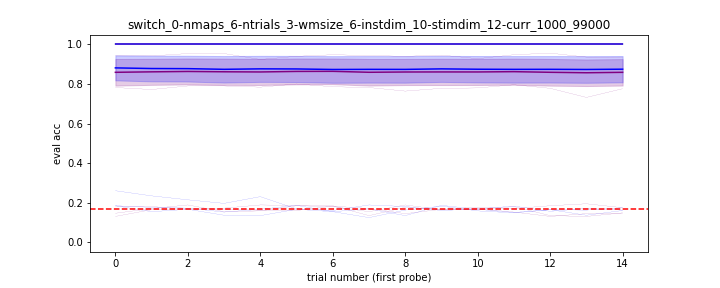 switch_0-nmaps_6-ntrials_3-wmsize_6-instdim_10-stimdim_12-curr_1000_99000
eval acc
1.0
0.8
0.6
0.4
0.2
0.0
0 2 4 6 8 10 12 14
trial number (first probe)